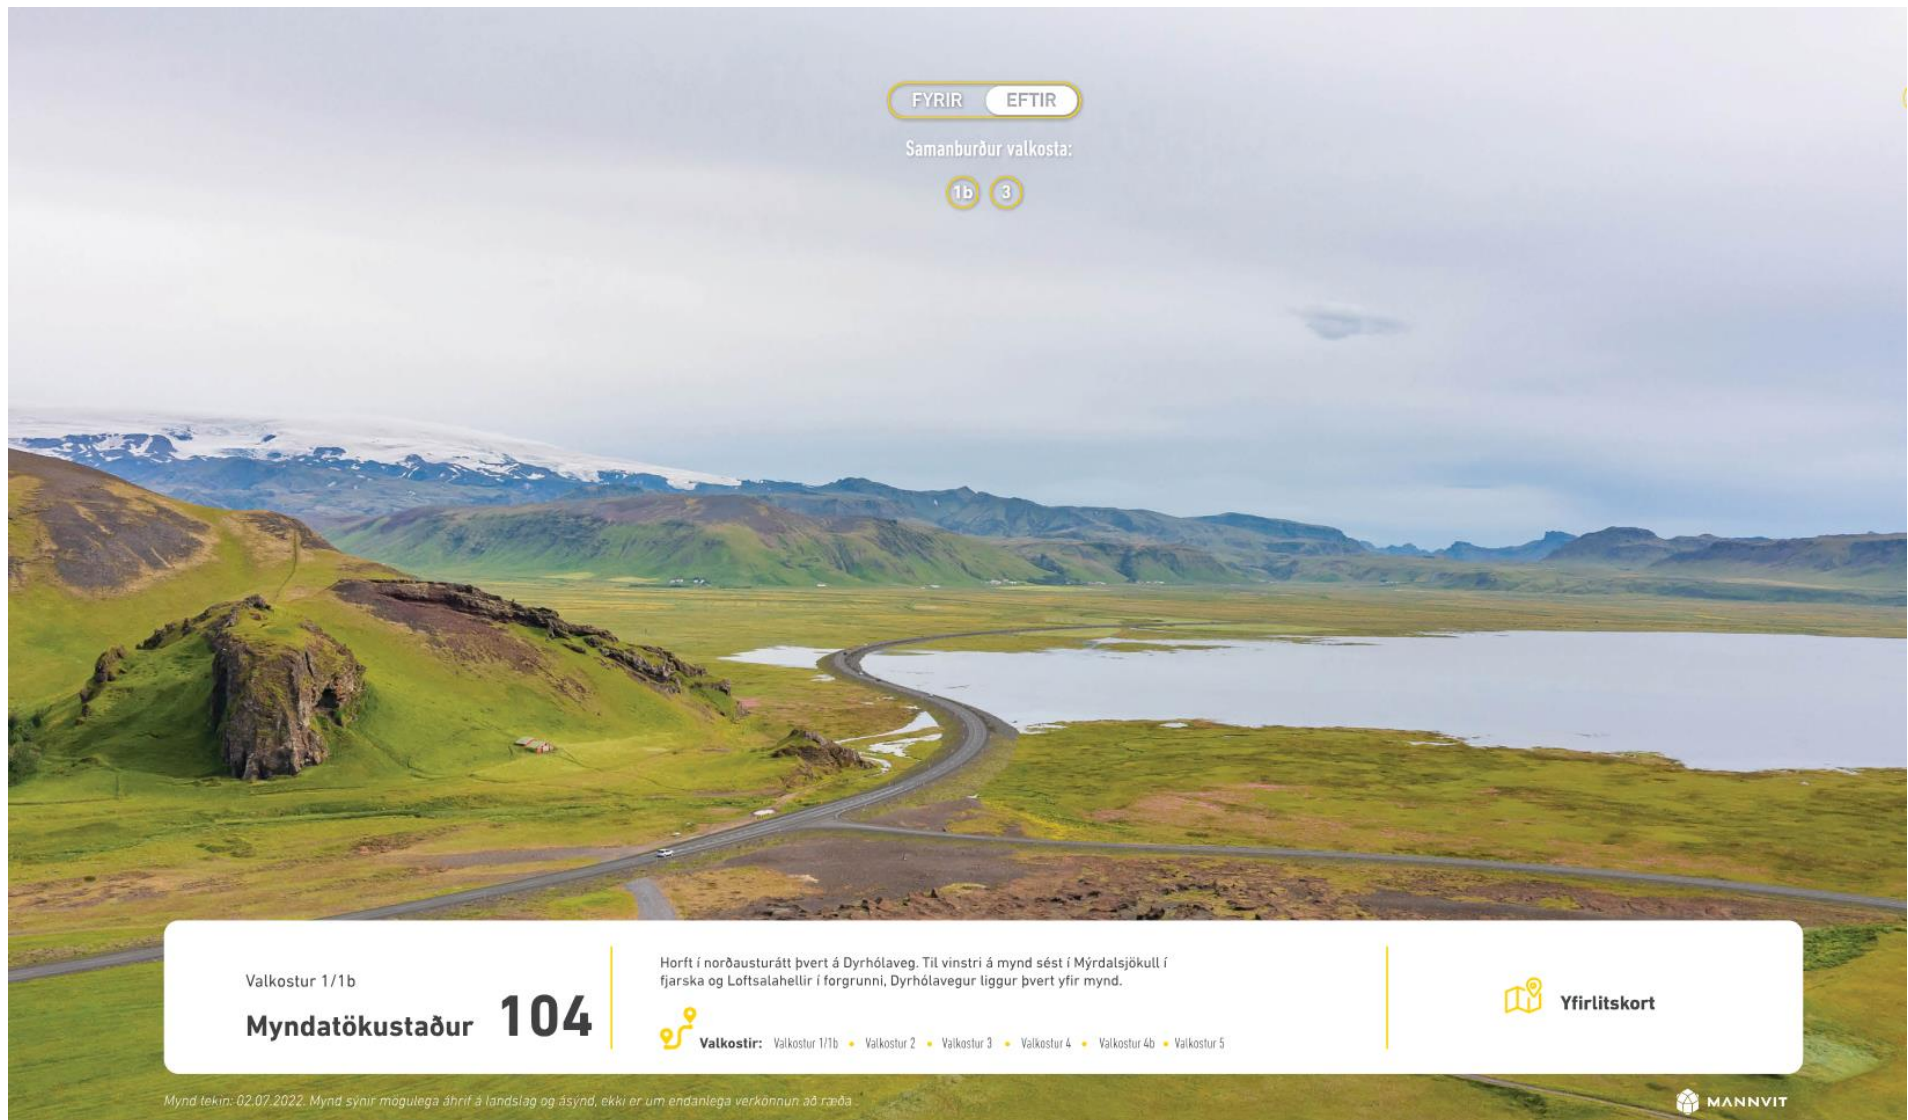 FYRIR EFTIR
Samanburður valkosta:
1b 3
Valkostur 1/1b
Myndatökustaður 104
Horft í norðausturátt þvert á Dyrhólaveg. Til vinstri á mynd sést í Mýrdalsjökull í
fjarska og Loftsalahellir í forgrunni, Dyrhólavegur liggur þvert yfir mynd.
Valkostir: Valkostur 1/1b • Valkostur 2 • Valkostur 3 • Valkostur 4 • Valkostur 4b • Valkostur 5
Yfirlitskort
Mynd tekin: 02.07.2022. Mynd sýnir mögulega áhrif á landslag og ásýnd, ekki er um endanlega verkönnun að ræða.
MANNVIT